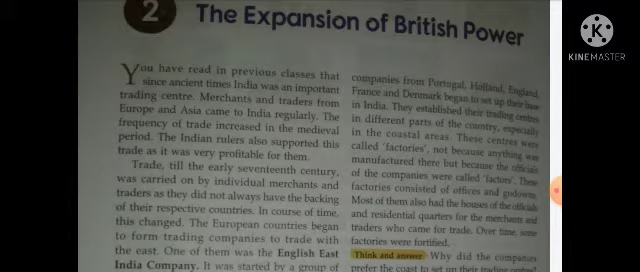 2
The Expansion of British Power
You have read in previous classes that
since ancient times India was an important
trading centre. Merchants and traders from
Europe and Asia came to India regularly. The
frequency of trade increased in the medieval
period. The Indian rulers also supported this
trade as it was very profitable for them.
Trade, till the early seventeenth century,
was carried on by individual merchants and
traders as they did not always have the backing
of their respective countries. In course of time,
this changed. The European countries began
to form trading companies to trade with
the east. One of them was the English East
India Company. It was started by a group of
companies from Portugal, Holland, England,
France and Denmark began to set up their base
in India. They established their trading centres
in different parts of the country, especially
in the coastal areas. These centres were
called 'factories', not because anything was
manufactured there but because the officials
of the companies were called 'factors'. These
factories consisted of offices and godowns.
Most of them also had the houses of the officials
and residential quarters for the merchants and
traders who came for trade. Over time, some
factories were fortified.
Think and answer Why did the companies
prefer the coast to set up their trading
KINEMASTER